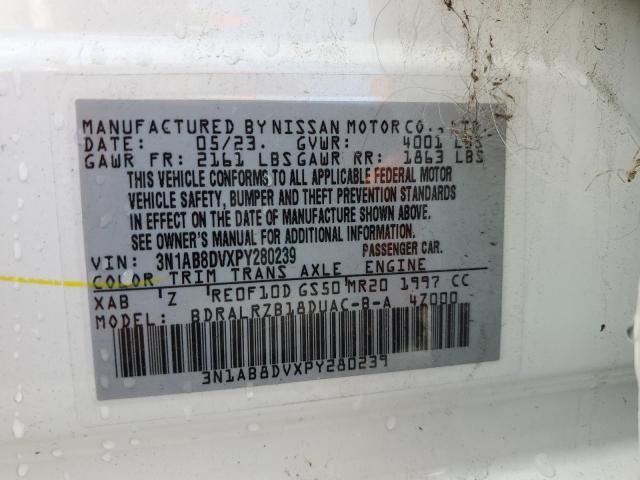 MANUFACTURED BY NISSAN MOTOR CO., LTD.
DATE: 05/23. GVWR: 4001 LBS
GAWR FR: 2161 LBS GAWR RR: 1863 LBS
THIS VEHICLE CONFORMS TO ALL APPLICABLE FEDERAL MOTOR
VEHICLE SAFETY, BUMPER AND THEFT PREVENTION STANDARDS
IN EFFECT ON THE DATE OF MANUFACTURE SHOWN ABOVE.
SEE OWNER'S MANUAL FOR ADDITIONAL INFORMATION.
VIN: 3N1AB8DVXPY280239 PASSENGER CAR.
COLOR TRIM TRANS AXLE ENGINE
XAB Z RE0F10D GS50 MR20 1997 CC
MODEL: BDRALRZB18DUAC-B-A 4Z000
3N1AB8DVXPY280239